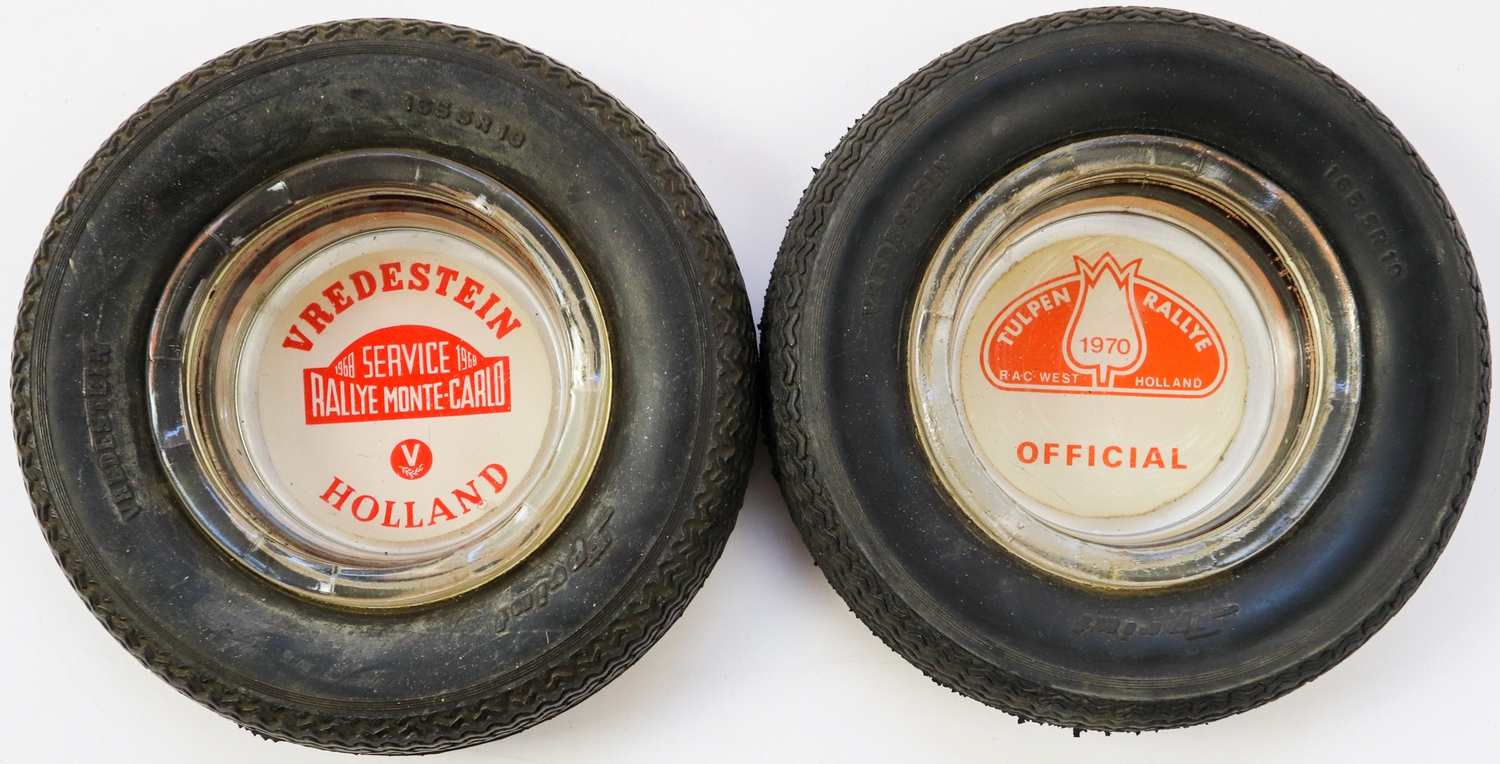 165 SR 10
VREDESTEIN
VREDESTEIN
1968 SERVICE 1968
RALLYE MONTE-CARLO
V
HOLLAND
Sprint
VREDESTEIN
165 SR 10
TULPEN RALLYE
1970
R·A·C·WEST HOLLAND
OFFICIAL
Sprint